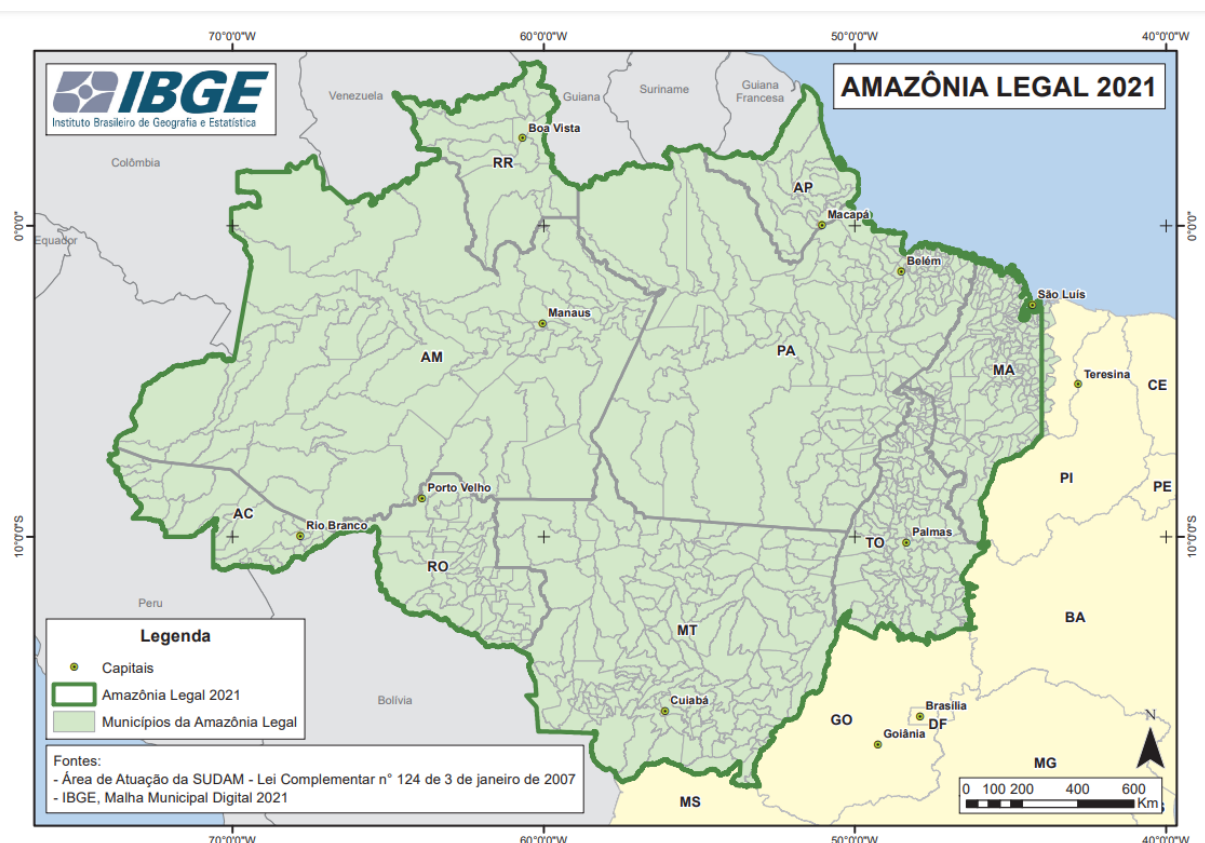 70°0'0"W 60°0'0"W 50°0'0"W 40°0'0"W
IBGE
Instituto Brasileiro de Geografia e Estatística
AMAZÔNIA LEGAL 2021
Venezuela
Guiana
Suriname
Guiana
Francesa
Colômbia
Boa Vista
RR
AP
Macapá
0°0'0"
0°0'0"
Equador
Belém
São Luís
Manaus
AM
PA
MA
Teresina
CE
Porto Velho
PI
PE
AC
Rio Branco
10°0'0"S
TO
Palmas
10°0'0"S
RO
Peru
MT
BA
Legenda
Capitais
Amazônia Legal 2021
Municípios da Amazônia Legal
Bolívia
Cuiabá
GO
Brasília
DF
Goiânia
N
MG
MS
Fontes:
- Área de Atuação da SUDAM - Lei Complementar n° 124 de 3 de janeiro de 2007
- IBGE, Malha Municipal Digital 2021
0 100 200 400 600
Km
70°0'0"W 60°0'0"W 50°0'0"W 40°0'0"W